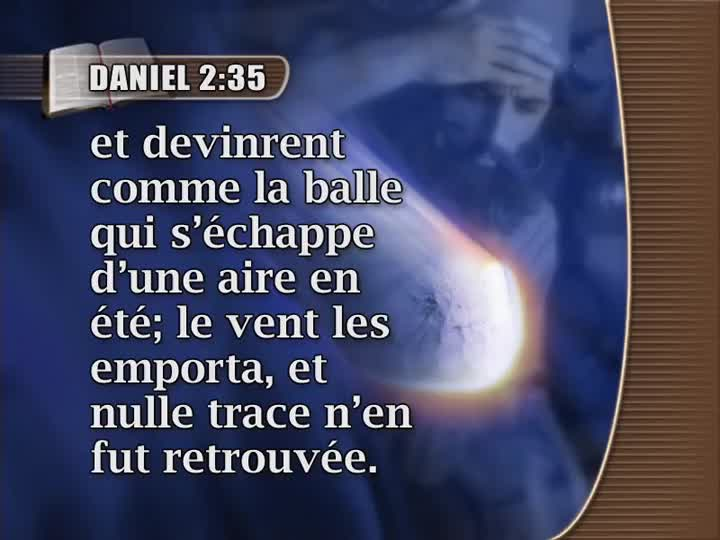 DANIEL 2:35
et devinrent
comme la balle
qui s’échappe
d’une aire en
été; le vent les
emporta, et
nulle trace n’en
fut retrouvée.